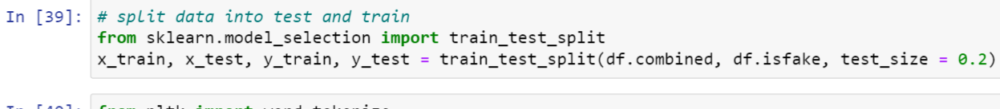 In [39]: # split data into test and train
from sklearn.model_selection import train_test_split
x_train, x_test, y_train, y_test = train_test_split(df.combined, df.isfake, test_size = 0.2)